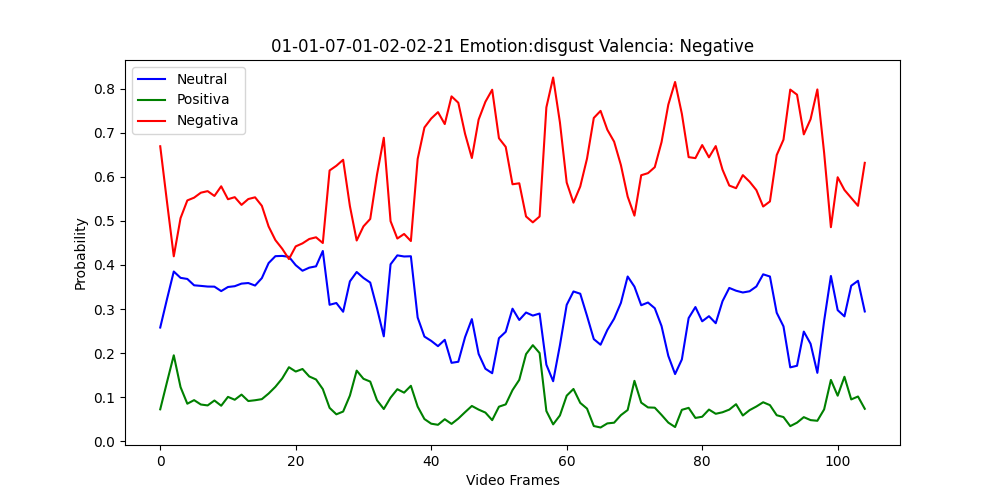 01-01-07-01-02-02-21 Emotion:disgust Valencia: Negative
Neutral
Positiva
Negativa
Probability
0.8
0.7
0.6
0.5
0.4
0.3
0.2
0.1
0.0
0 20 40 60 80 100
Video Frames